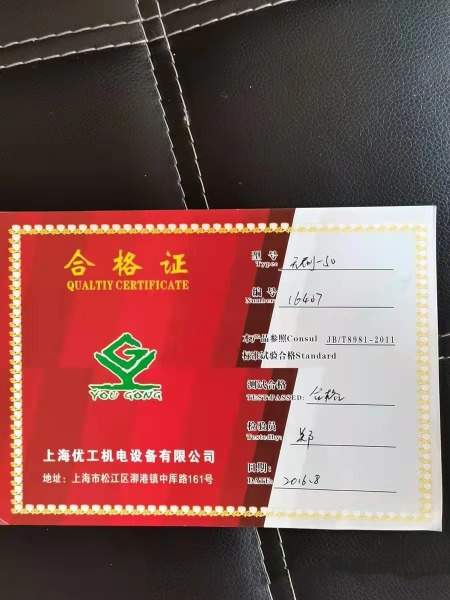 合格证
QUALTIY CERTIFICATE
YOU GONG
上海优工机电设备有限公司
地址：上海市松江区泖港镇中厍路161号
型号
Type:
-50
编号
Number:
16407
本产品参照Consul JB/T8981-2011
标准试验合格Standard
测试合格
TEST:PASSED:
合格
检验员
TestedBy:
郑
日期:
DATE:
2016.8